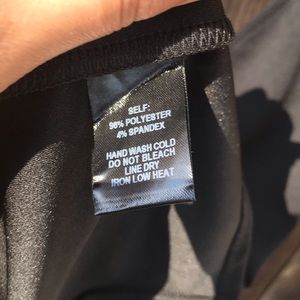 SELF:
96% POLYESTER
4% SPANDEX
HAND WASH COLD
DO NOT BLEACH
LINE DRY
IRON LOW HEAT